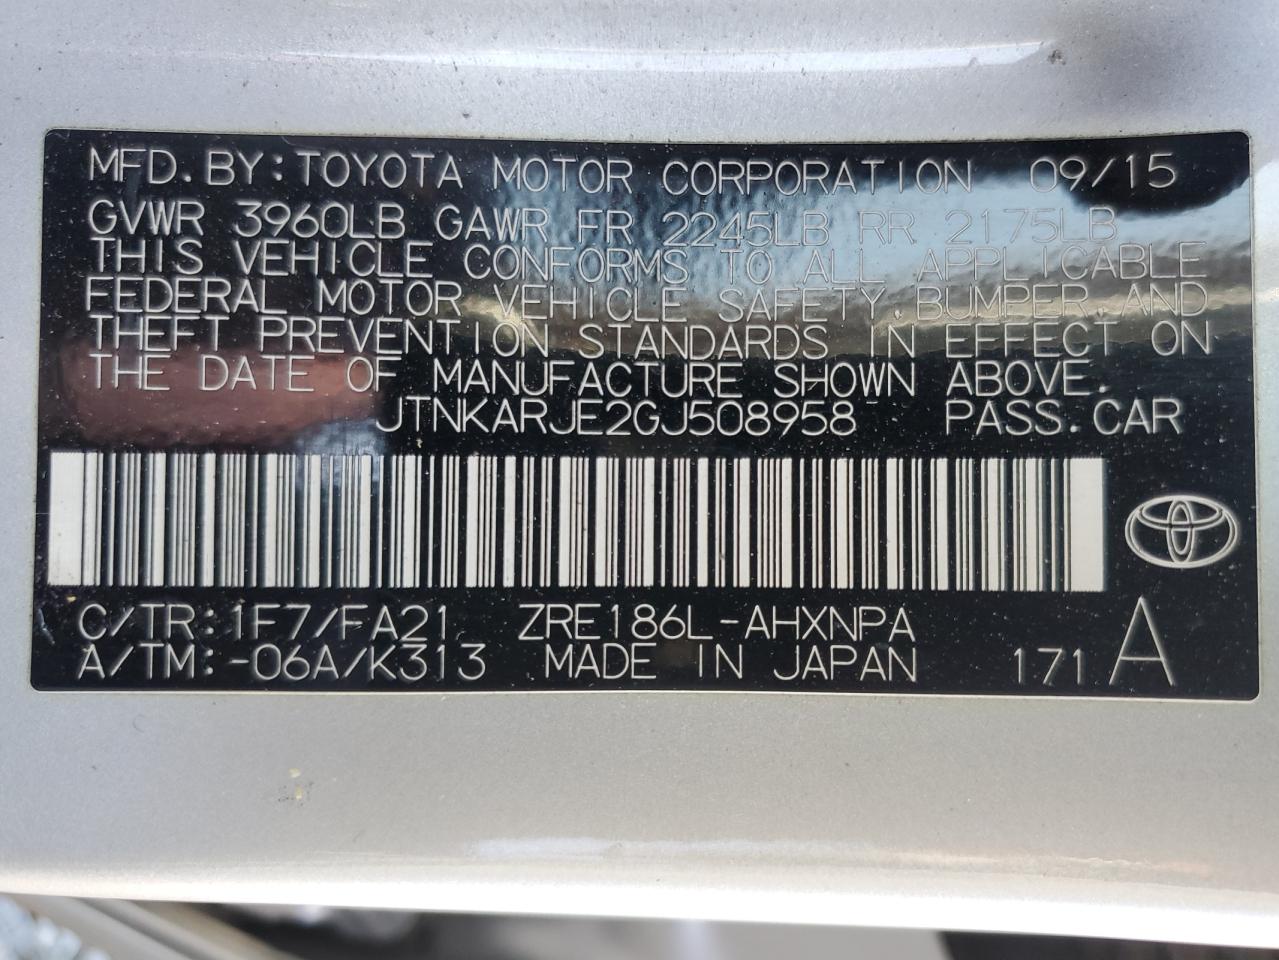 MFD. BY: TOYOTA MOTOR CORPORATION 09/15
GVWR 3960LB GAWR FR 2245LB RR 2175LB
THIS VEHICLE CONFORMS TO ALL APPLICABLE
FEDERAL MOTOR VEHICLE SAFETY, BUMPER, AND
THEFT PREVENTION STANDARDS IN EFFECT ON
THE DATE OF MANUFACTURE SHOWN ABOVE.
JTNKARJE2GJ508958 PASS. CAR
C/TR: 1F7/FA21 ZRE186L-AHXNPA
A/TM: -06A/K313 MADE IN JAPAN 171 A